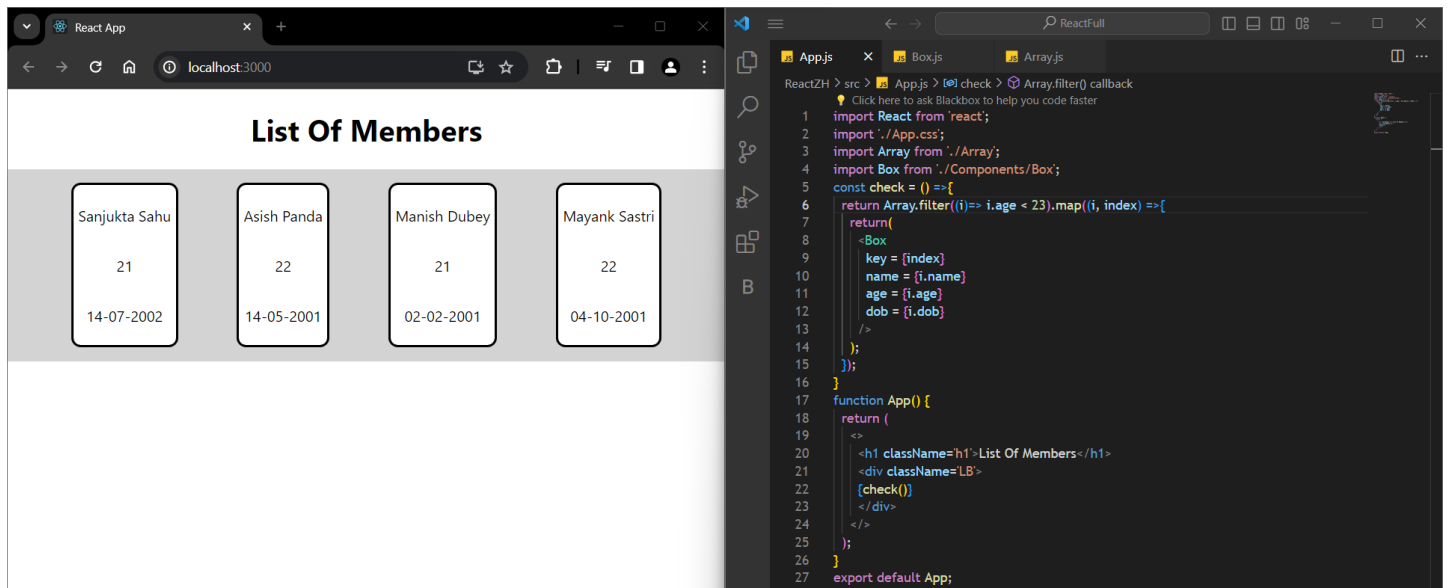 React App
localhost:3000
List Of Members
Sanjukta Sahu
21
14-07-2002
Asish Panda
22
14-05-2001
Manish Dubey
21
02-02-2001
Mayank Sastri
22
04-10-2001
ReactFull
JS App.js JS Box.js JS Array.js
ReactZH > src > JS App.js > check > Array.filter() callback
Click here to ask Blackbox to help you code faster
B
1 import React from 'react';
2 import './App.css';
3 import Array from './Array';
4 import Box from './Components/Box';
5 const check = () =>{
6 return Array.filter((i)=> i.age < 23).map((i, index) =>{
7 return(
8 <Box
9 key = {index}
10 name = {i.name}
11 age = {i.age}
12 dob = {i.dob}
13 />
14 );
15 });
16 }
17 function App() {
18 return (
19 <>
20 <h1 className='h1'>List Of Members</h1>
21 <div className='LB'>
22 {check()}
23 </div>
24 </>
25 );
26 }
27 export default App;